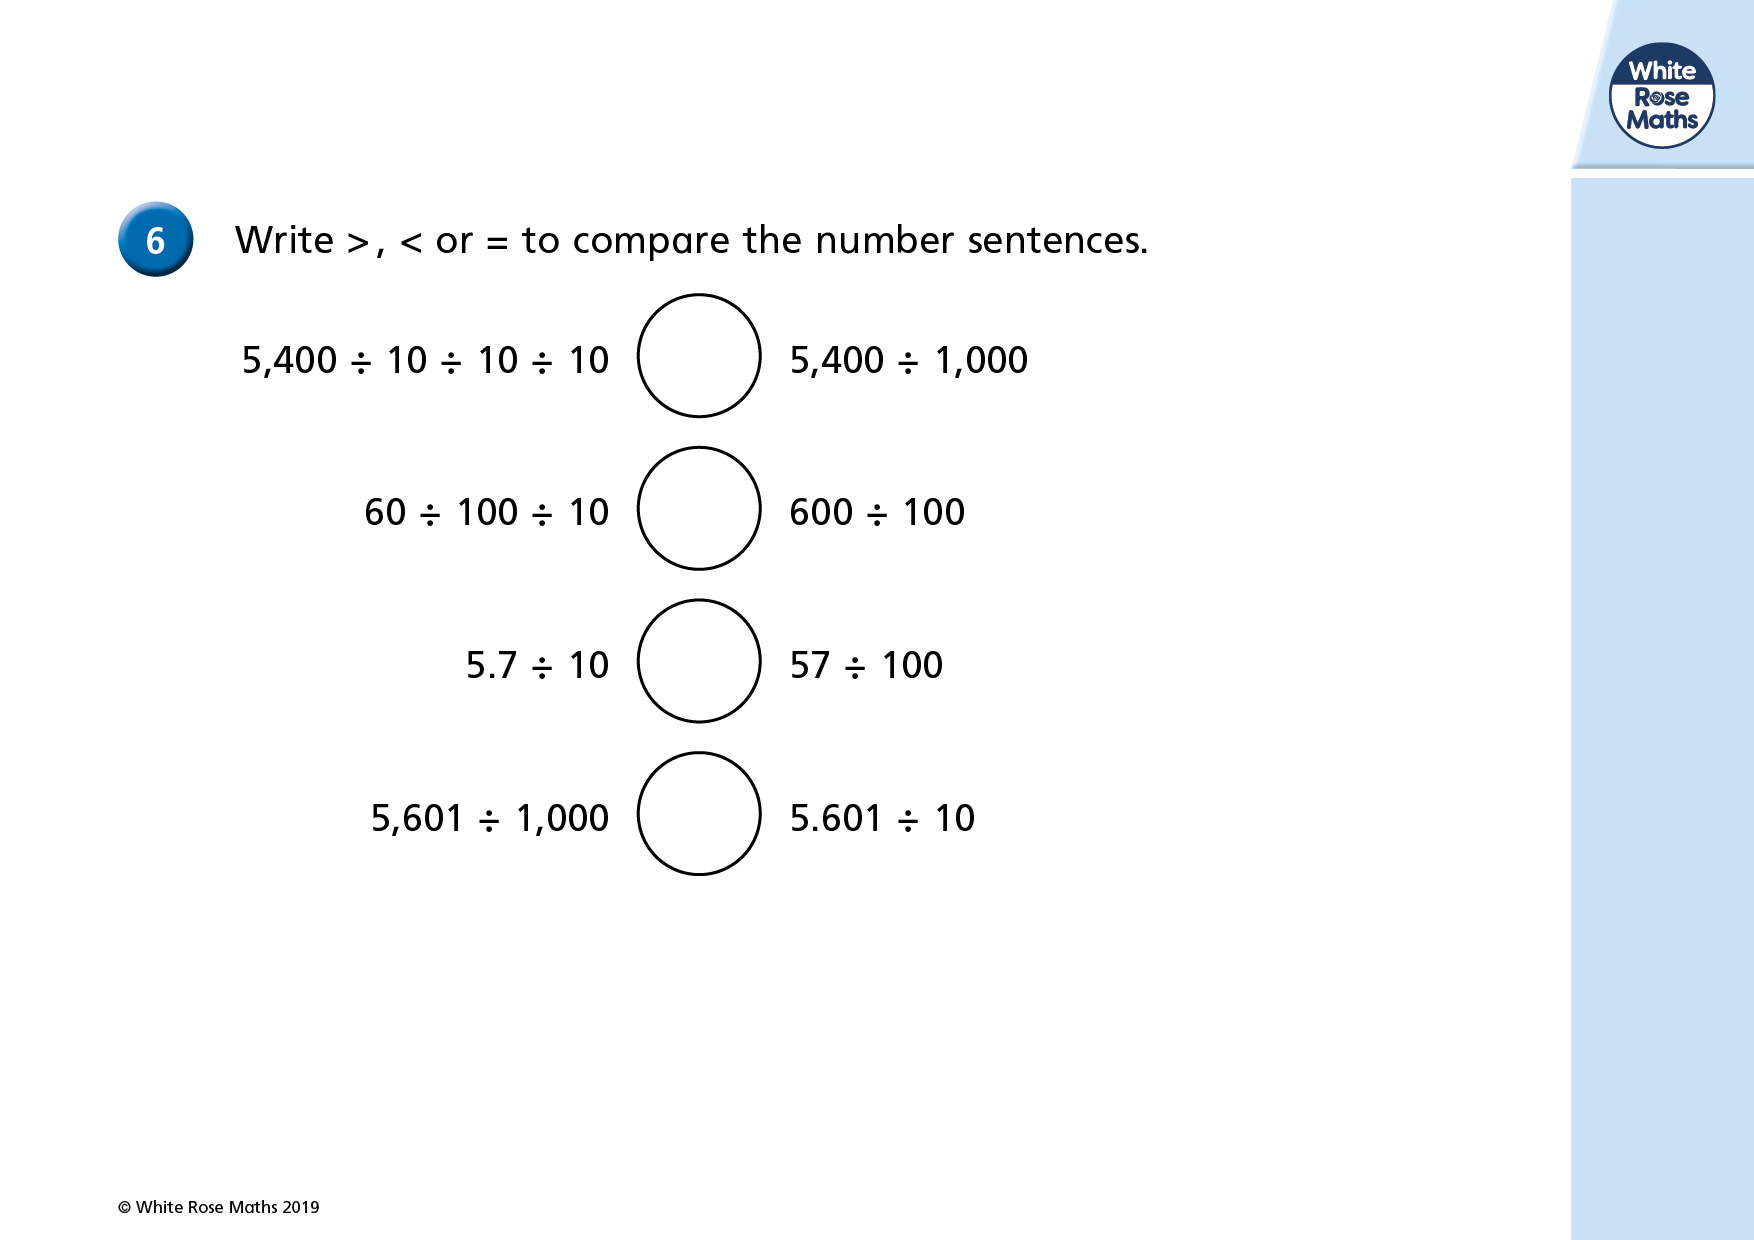 White
Rose
Maths
6 Write >, < or = to compare the number sentences.
5,400 ÷ 10 ÷ 10 ÷ 10 5,400 ÷ 1,000
60 ÷ 100 ÷ 10 600 ÷ 100
5.7 ÷ 10 57 ÷ 100
5,601 ÷ 1,000 5.601 ÷ 10
© White Rose Maths 2019